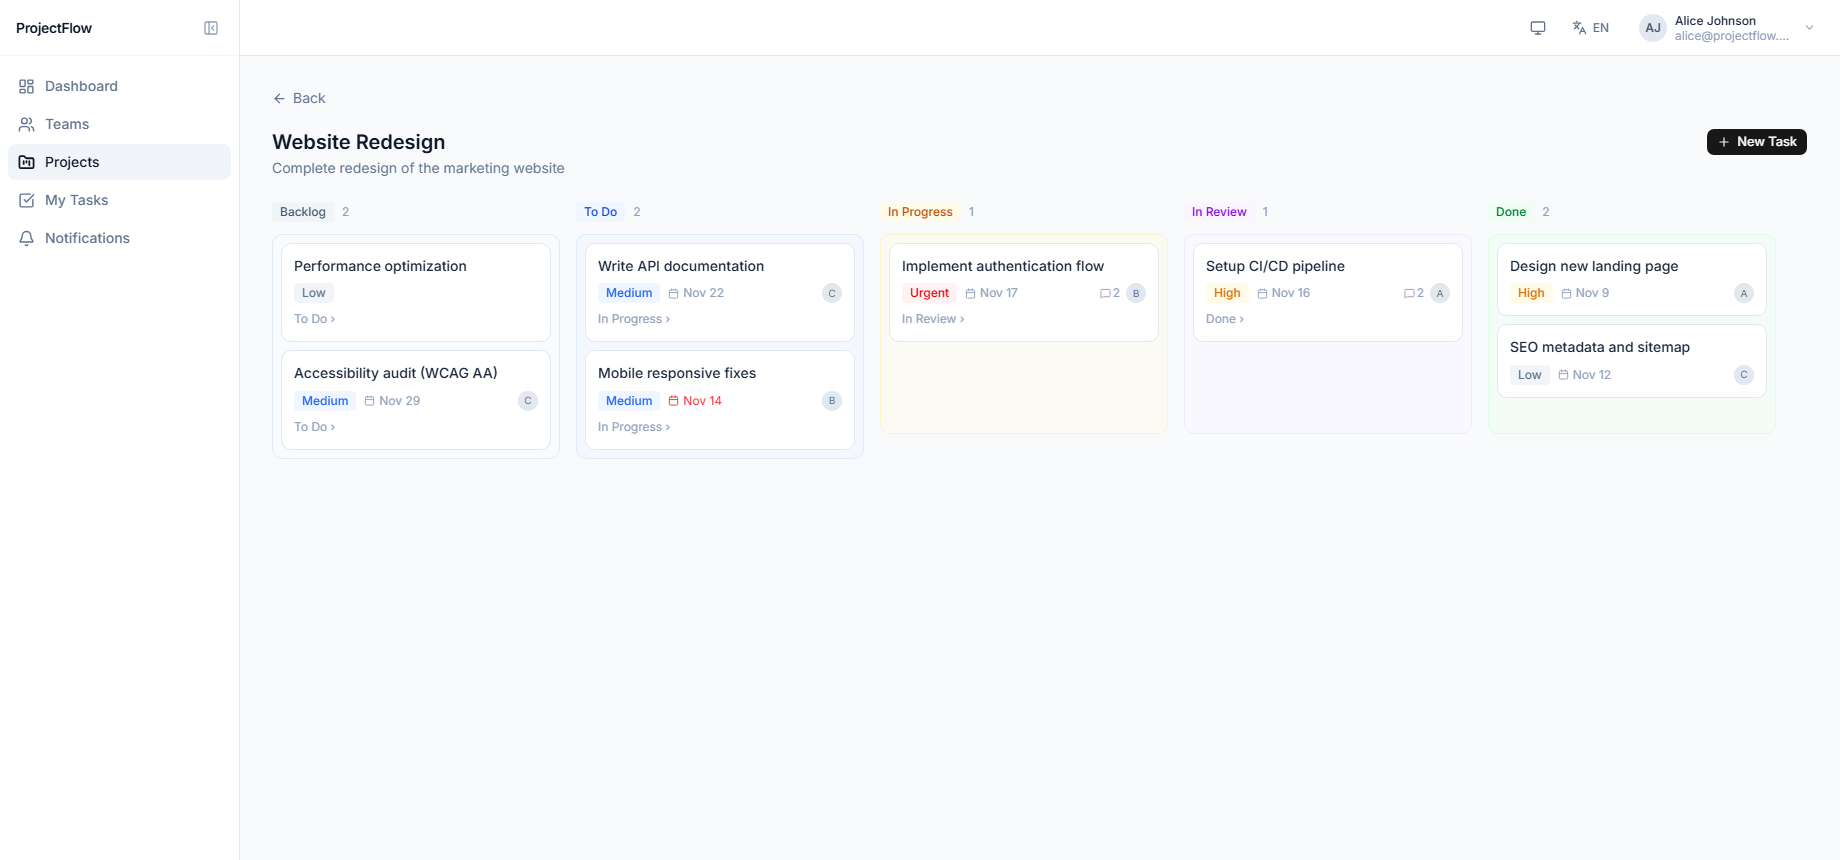 ProjectFlow
EN
AJ
Alice Johnson
alice@projectflow....
Dashboard
Teams
Projects
My Tasks
Notifications
Back
Website Redesign
New Task
Complete redesign of the marketing website
Backlog 2
Performance optimization
Low
To Do ›
Accessibility audit (WCAG AA)
Medium Nov 29 C
To Do ›
To Do 2
Write API documentation
Medium Nov 22 C
In Progress ›
Mobile responsive fixes
Medium Nov 14 B
In Progress ›
In Progress 1
Implement authentication flow
Urgent Nov 17 2 B
In Review ›
In Review 1
Setup CI/CD pipeline
High Nov 16 2 A
Done ›
Done 2
Design new landing page
High Nov 9 A
SEO metadata and sitemap
Low Nov 12 C